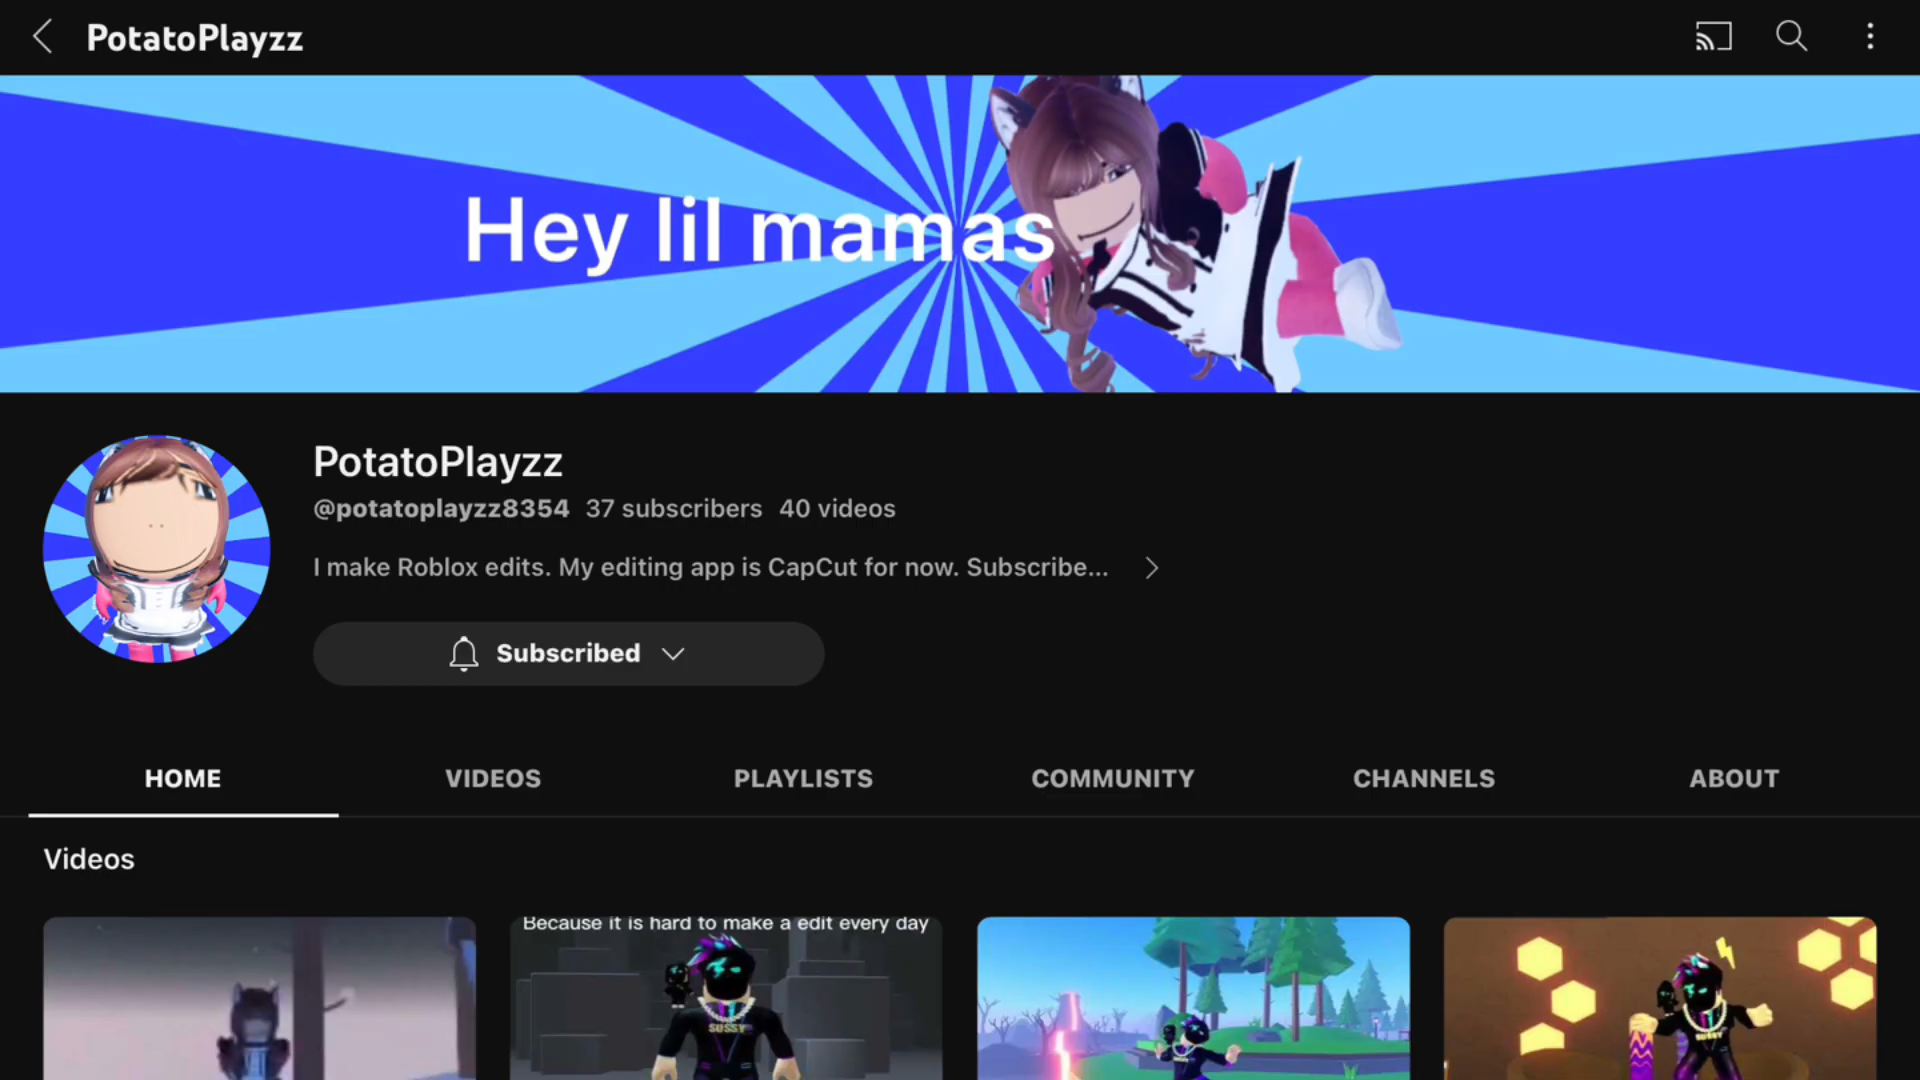 PotatoPlayzz
Hey lil mamas
PotatoPlayzz
@potatoplayzz8354 37 subscribers 40 videos
I make Roblox edits. My editing app is CapCut for now. Subscribe...
Subscribed
HOME VIDEOS PLAYLISTS COMMUNITY CHANNELS ABOUT
Videos
Because it is hard to make a edit every day
SUSSY
SUSSY